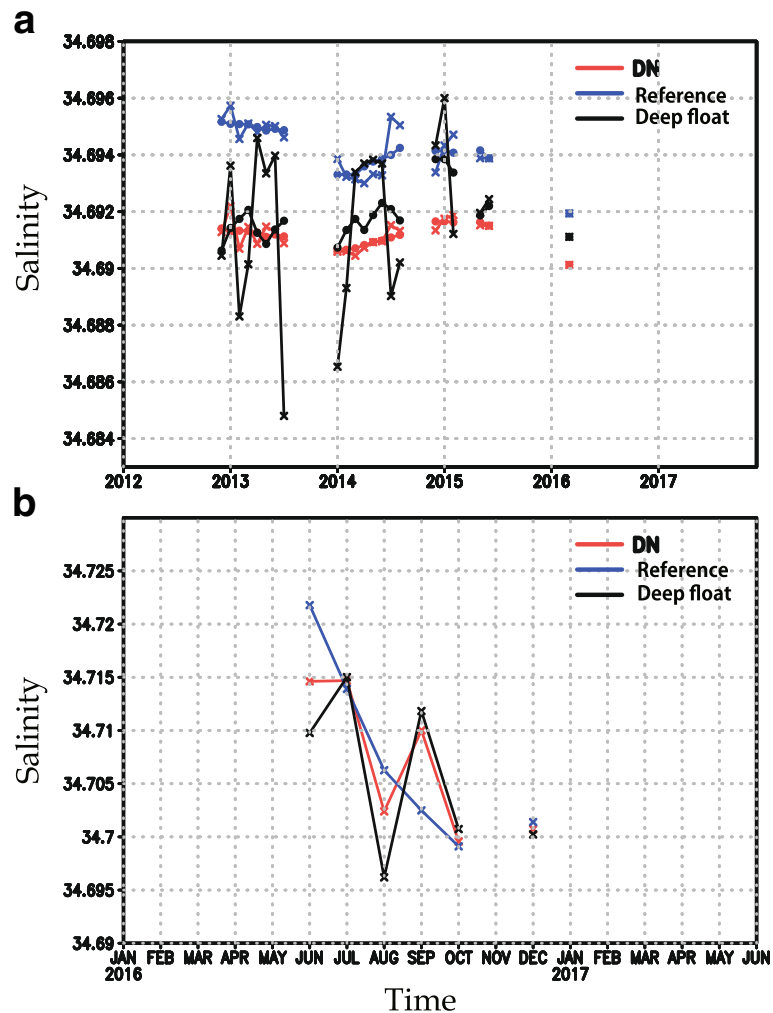 a
34.698
34.696
34.694
34.692
34.69
34.688
34.686
34.684
Salinity
DN
Reference
Deep float
2012 2013 2014 2015 2016 2017
b
34.725
34.72
34.715
34.71
34.705
34.7
34.695
34.69
Salinity
DN
Reference
Deep float
JAN FEB MAR APR MAY JUN JUL AUG SEP OCT NOV DEC JAN FEB MAR APR MAY JUN
2016 2017
Time